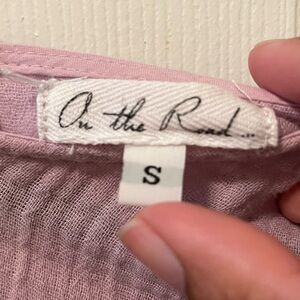 On the Road...
S